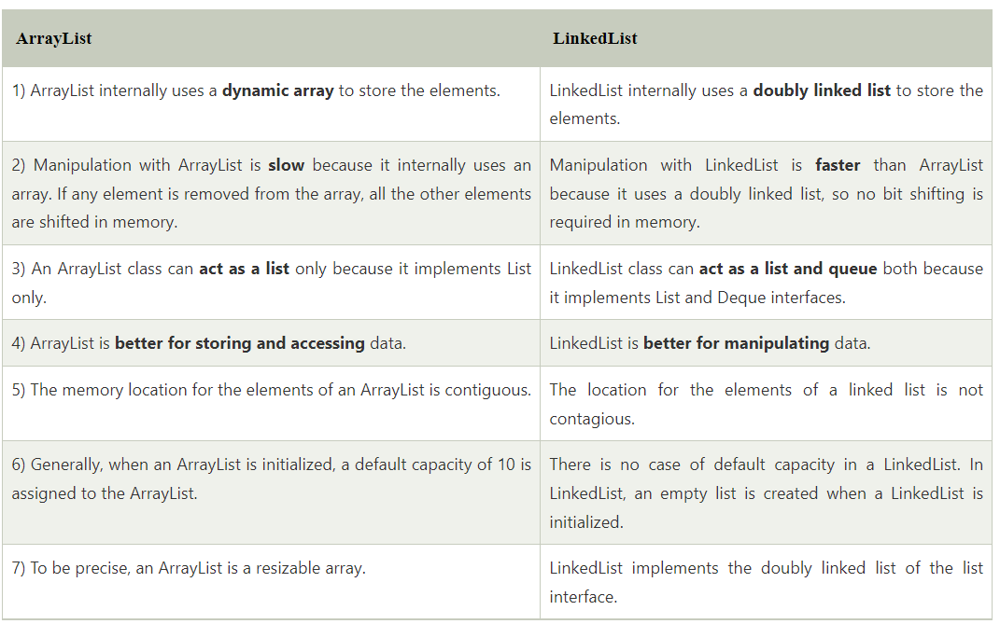 ArrayList
LinkedList
1) ArrayList internally uses a dynamic array to store the elements.
LinkedList internally uses a doubly linked list to store the
elements.
2) Manipulation with ArrayList is slow because it internally uses an
array. If any element is removed from the array, all the other elements
are shifted in memory.
Manipulation with LinkedList is faster than ArrayList
because it uses a doubly linked list, so no bit shifting is
required in memory.
3) An ArrayList class can act as a list only because it implements List
only.
LinkedList class can act as a list and queue both because
it implements List and Deque interfaces.
4) ArrayList is better for storing and accessing data.
LinkedList is better for manipulating data.
5) The memory location for the elements of an ArrayList is contiguous.
The location for the elements of a linked list is not
contagious.
6) Generally, when an ArrayList is initialized, a default capacity of 10 is
assigned to the ArrayList.
There is no case of default capacity in a LinkedList. In
LinkedList, an empty list is created when a LinkedList is
initialized.
7) To be precise, an ArrayList is a resizable array.
LinkedList implements the doubly linked list of the list
interface.